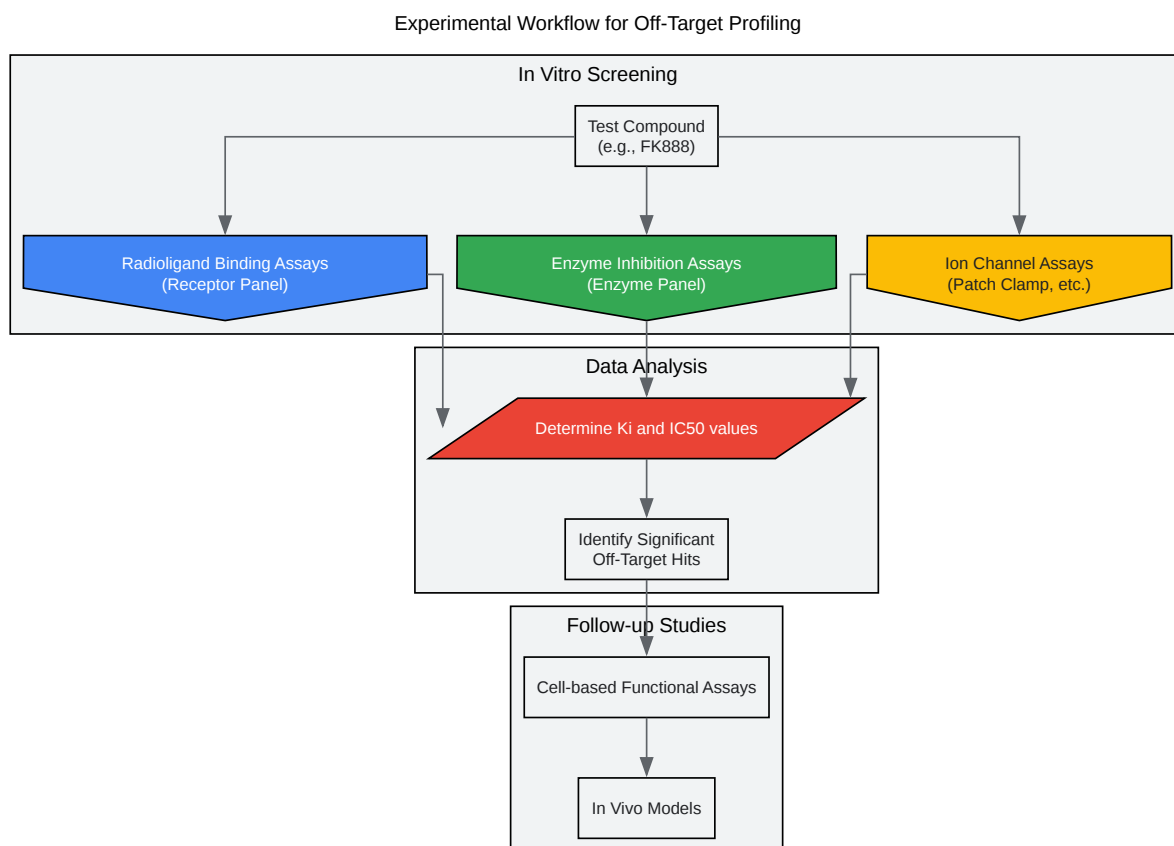 Experimental Workflow for Off-Target Profiling
In Vitro Screening
Test Compound
(e.g., FK888)
Radioligand Binding Assays
(Receptor Panel)
Enzyme Inhibition Assays
(Enzyme Panel)
Ion Channel Assays
(Patch Clamp, etc.)
Data Analysis
Determine Ki and IC50 values
Identify Significant
Off-Target Hits
Follow-up Studies
Cell-based Functional Assays
In Vivo Models